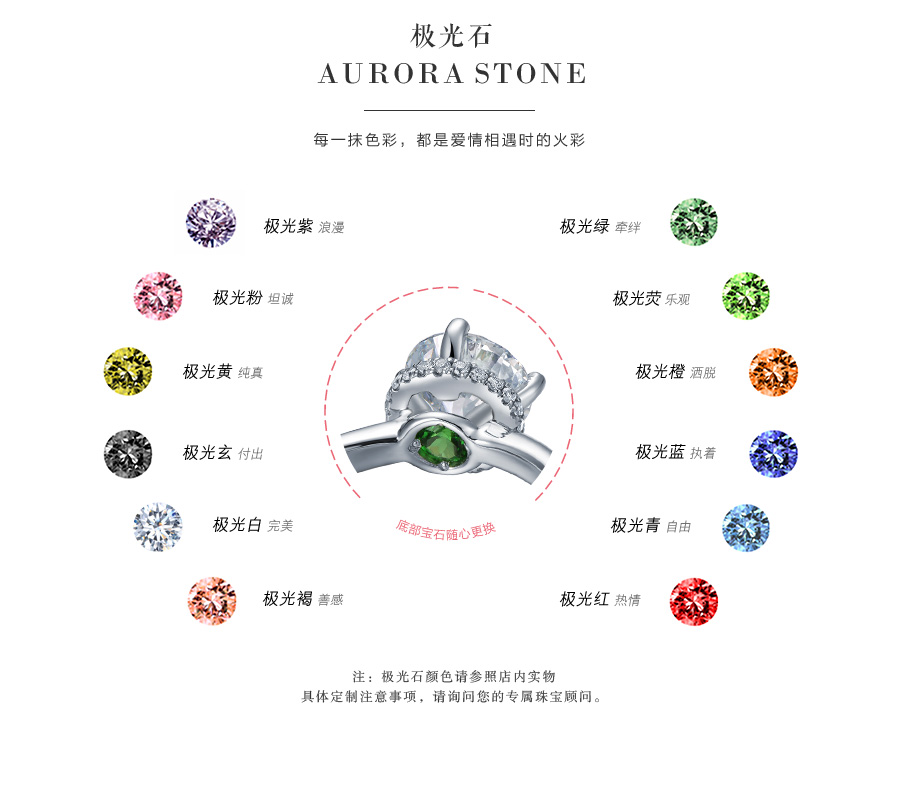 极光石
AURORA STONE
每一抹色彩，都是爱情相遇时的火彩
极光紫 浪漫
极光绿 牵绊
极光粉 坦诚
极光荧 乐观
极光黄 纯真
极光橙 洒脱
极光玄 付出
极光蓝 执着
极光白 完美
极光青 自由
底部宝石随心更换
极光褐 善感
极光红 热情
注：极光石颜色请参照店内实物
具体定制注意事项，请询问您的专属珠宝顾问。